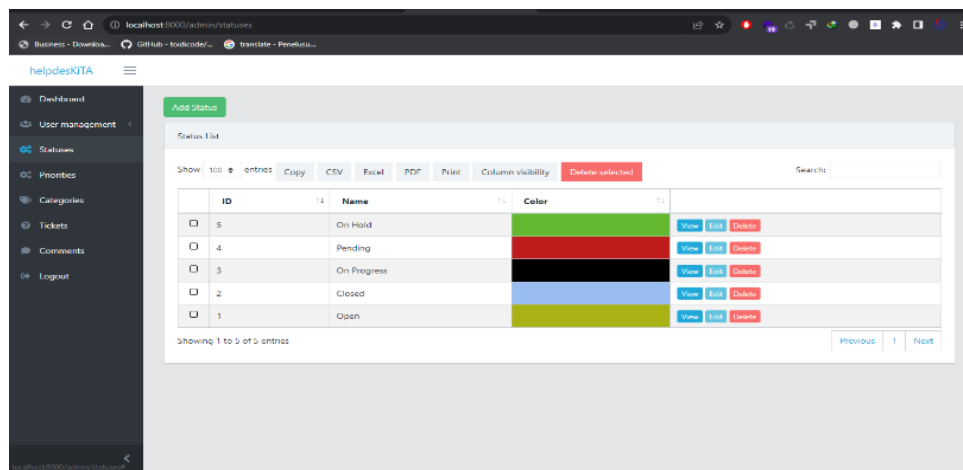 localhost:8000/admin/statuses
Business - Downloa... GitHub - toidicode/... translate - Penelusu...
helpdesKiTA
Dashboard
User management
Statuses
Priorities
Categories
Tickets
Comments
Logout
Add Status
Status List
Show 100 entries Copy CSV Excel PDF Print Column visibility Delete selected Search:
ID Name Color
5 On Hold View Edit Delete
4 Pending View Edit Delete
3 On Progress View Edit Delete
2 Closed View Edit Delete
1 Open View Edit Delete
Showing 1 to 5 of 5 entries
Previous 1 Next
localhost:8000/admin/statuses#